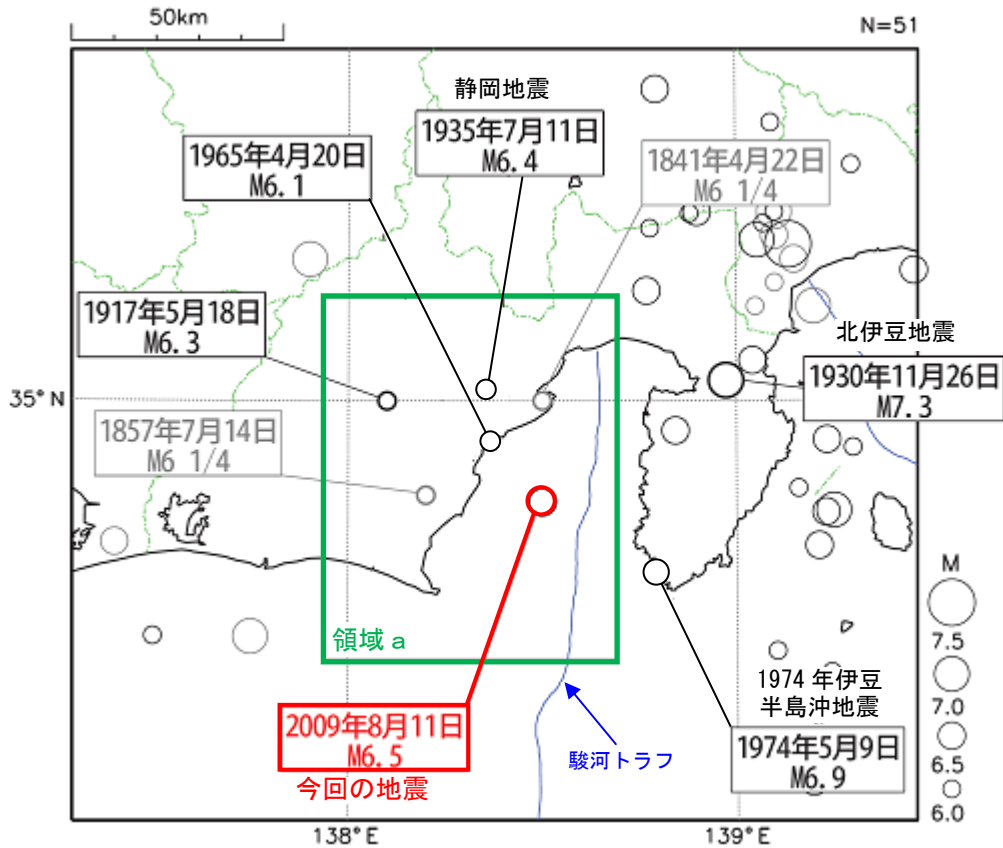 50km
N=51
静岡地震
1935年7月11日
M6.4
1965年4月20日
M6.1
1841年4月22日
M6 1/4
1917年5月18日
M6.3
北伊豆地震
1930年11月26日
M7.3
35°N
1857年7月14日
M6 1/4
領域a
M
7.5
7.0
6.5
6.0
1974年伊豆
半島沖地震
1974年5月9日
M6.9
2009年8月11日
M6.5
今回の地震
駿河トラフ
138°E
139°E